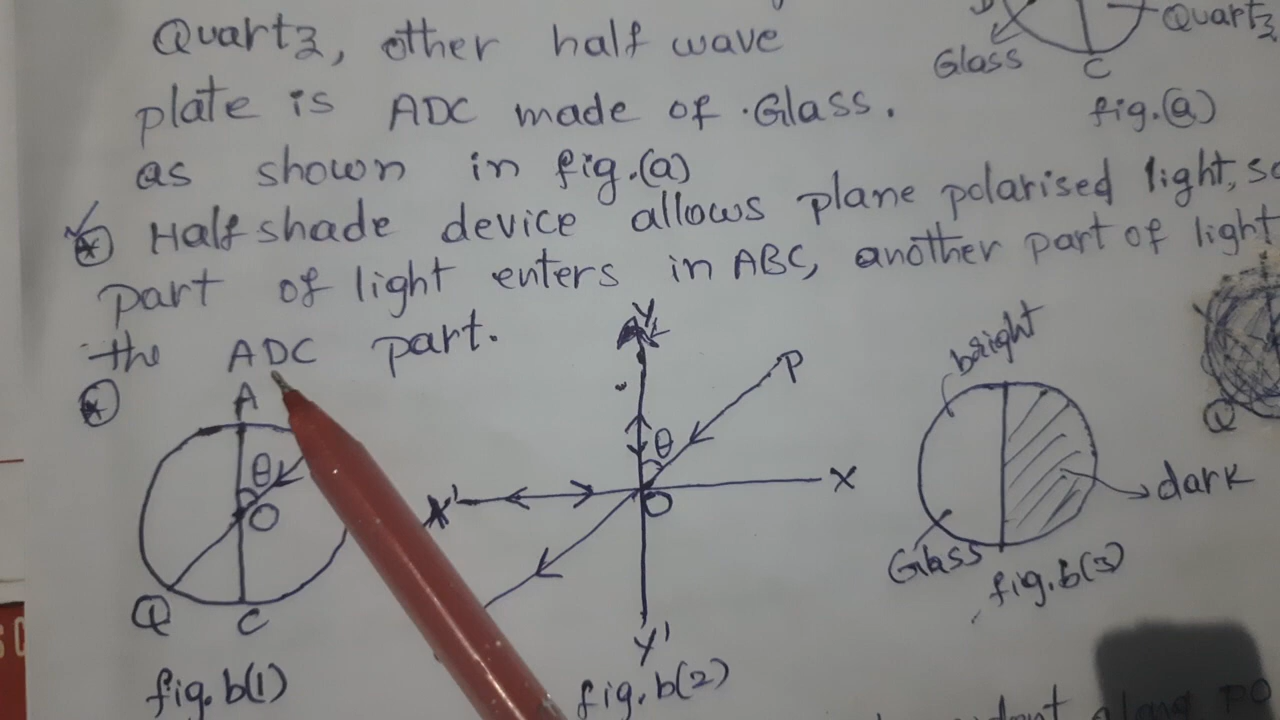 Quartz, other half wave
plate is ADC made of Glass.
as shown in fig.(a)
Glass
Quartz
C
fig.(a)
Half shade device allows plane polarised light, so
part of light enters in ABC, another part of light
the ADC part.
A
θ
O
Q
C
fig.b(1)
Y
P
θ
X'
X
O
Y'
fig.b(2)
bright
dark
Glass
fig.b(3)
Q
along